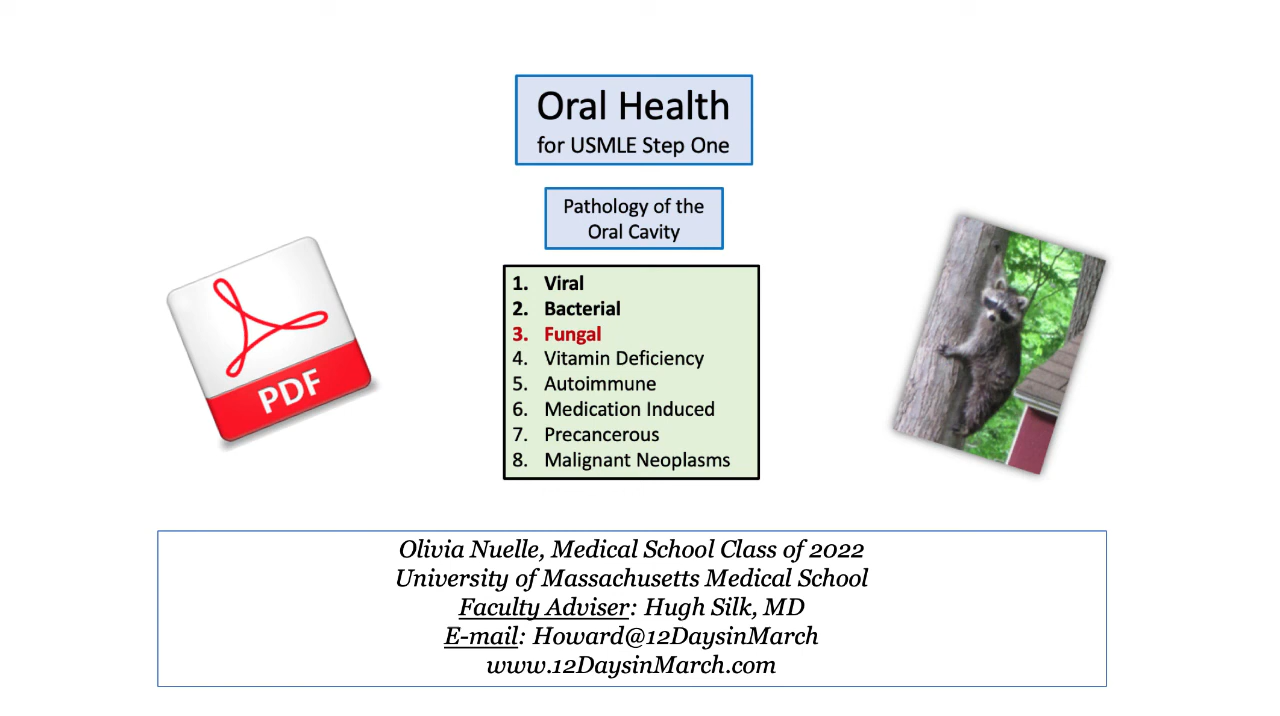 Oral Health
for USMLE Step One
Pathology of the
Oral Cavity
1. Viral
2. Bacterial
3. Fungal
4. Vitamin Deficiency
5. Autoimmune
6. Medication Induced
7. Precancerous
8. Malignant Neoplasms
PDF
Olivia Nuelle, Medical School Class of 2022
University of Massachusetts Medical School
Faculty Adviser: Hugh Silk, MD
E-mail: Howard@12DaysinMarch
www.12DaysinMarch.com